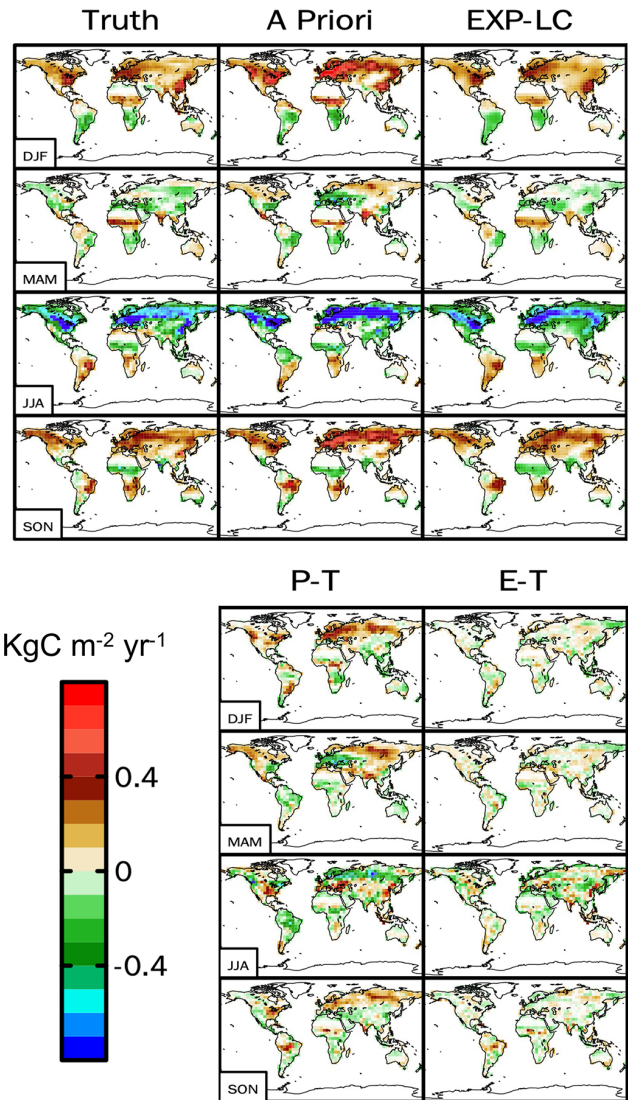 Truth A Priori EXP-LC
DJF
MAM
JJA
SON
P-T E-T
KgC m-2 yr-1
DJF
0.4
MAM
0
JJA
-0.4
SON